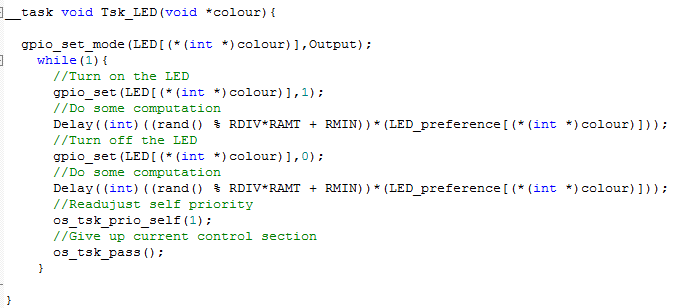 __task void Tsk_LED(void *colour){
gpio_set_mode(LED[(*(int *)colour)],Output);
while(1){
//Turn on the LED
gpio_set(LED[(*(int *)colour)],1);
//Do some computation
Delay((int)((rand() % RDIV*RAMT + RMIN))*(LED_preference[(*(int *)colour)]));
//Turn off the LED
gpio_set(LED[(*(int *)colour)],0);
//Do some computation
Delay((int)((rand() % RDIV*RAMT + RMIN))*(LED_preference[(*(int *)colour)]));
//Readujust self priority
os_tsk_prio_self(1);
//Give up current control section
os_tsk_pass();
}
}